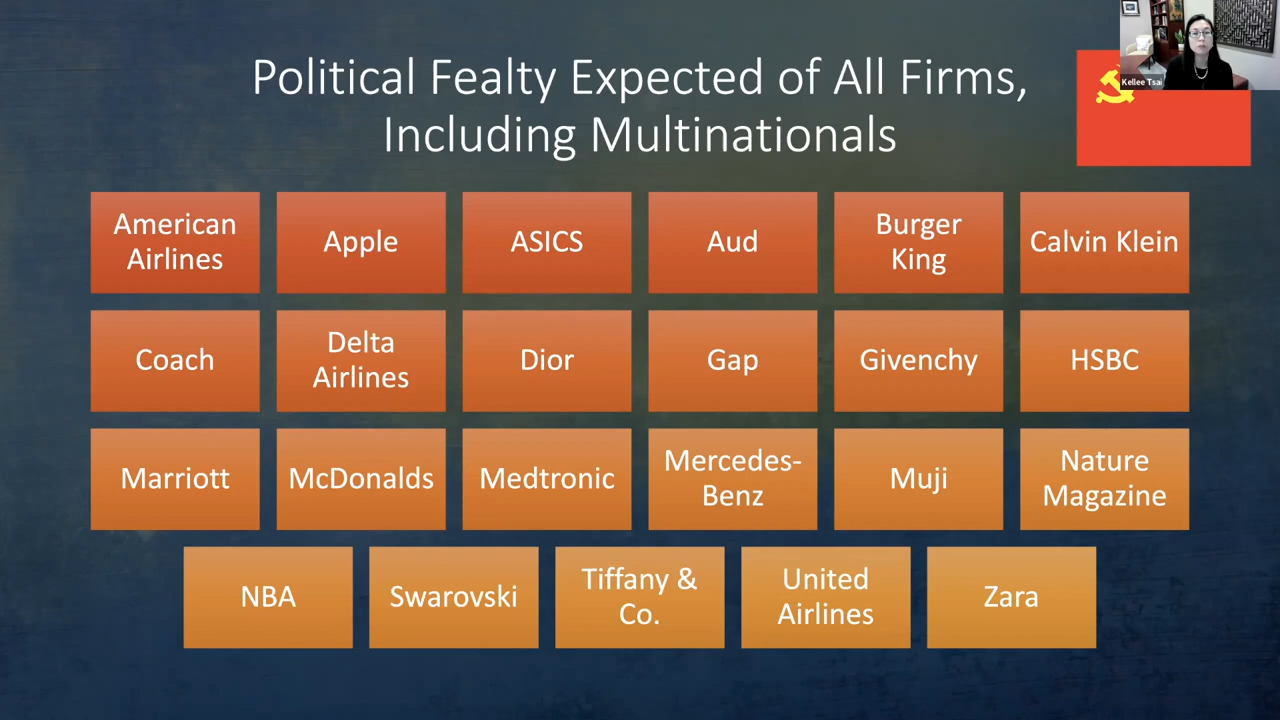 Kellee Tsai
Political Fealty Expected of All Firms,
Including Multinationals
American
Airlines
Apple
ASICS
Aud
Burger
King
Calvin Klein
Coach
Delta
Airlines
Dior
Gap
Givenchy
HSBC
Marriott
McDonalds
Medtronic
Mercedes-
Benz
Muji
Nature
Magazine
NBA
Swarovski
Tiffany &
Co.
United
Airlines
Zara